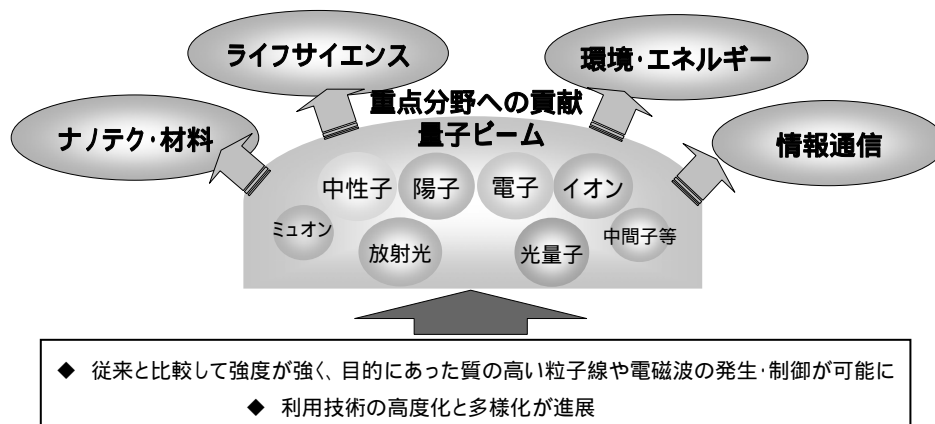 ライフサイエンス
環境・エネルギー
重点分野への貢献
量子ビーム
ナノテク・材料
情報通信
中性子
陽子
電子
イオン
ミュオン
中間子等
放射光
光量子
◆ 従来と比較して強度が強く、目的にあった質の高い粒子線や電磁波の発生・制御が可能に
◆ 利用技術の高度化と多様化が進展